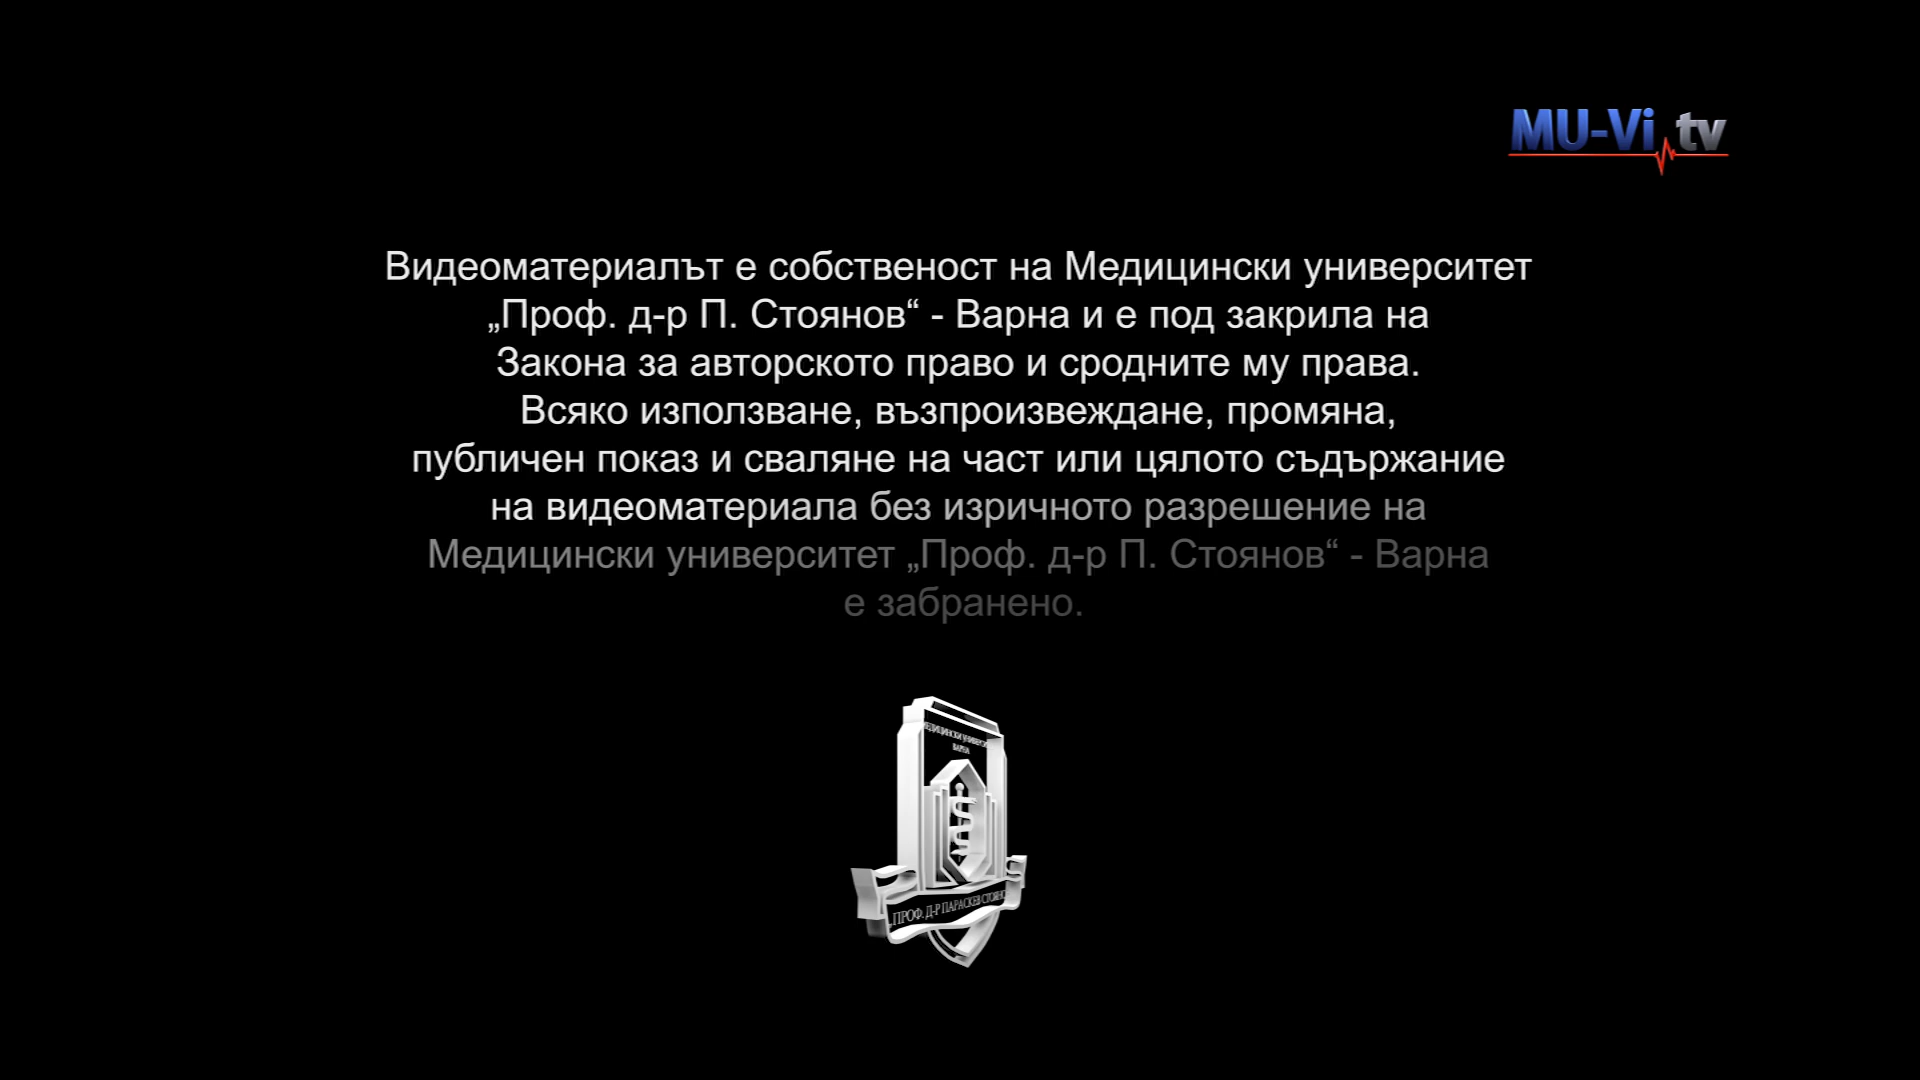 MU-Vi.tv
Видеоматериалът е собственост на Медицински университет
„Проф. д-р П. Стоянов“ - Варна и е под закрила на
Закона за авторското право и сродните му права.
Всяко използване, възпроизвеждане, промяна,
публичен показ и сваляне на част или цялото съдържание
на видеоматериала без изричното разрешение на
Медицински университет „Проф. д-р П. Стоянов“ - Варна
е забранено.
ВАРНА
ПРОФ. Д-Р ПАРАСКЕВ